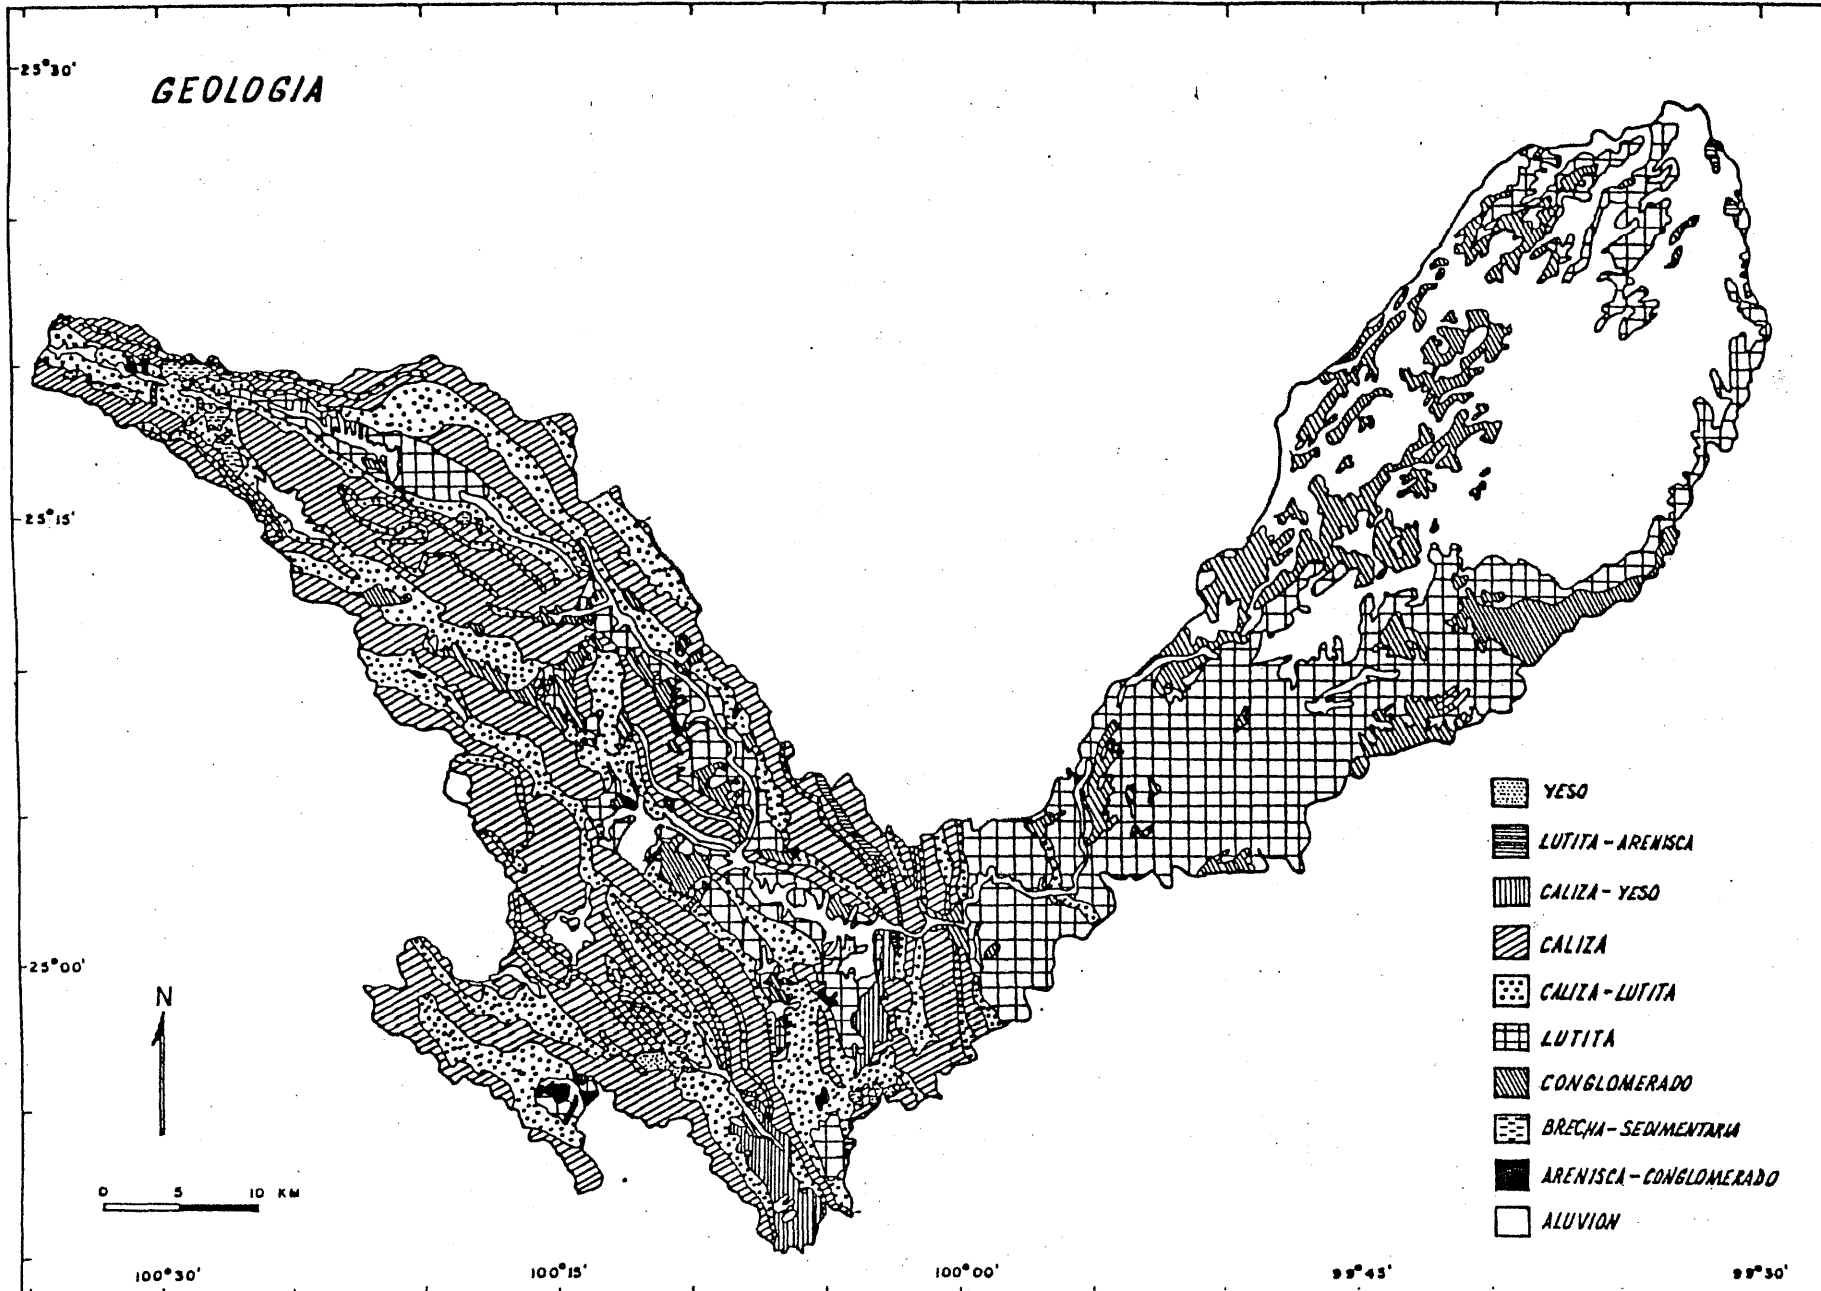 25°30'
GEOLOGIA
25°15'
25°00'
N
0 5 10 KM
YESO
LUTITA-ARENISCA
CALIZA-YESO
CALIZA
CALIZA-LUTITA
LUTITA
CONGLOMERADO
BRECHA-SEDIMENTARIA
ARENISCA-CONGLOMERADO
ALUVION
100°30' 100°15' 100°00' 99°45' 99°30'